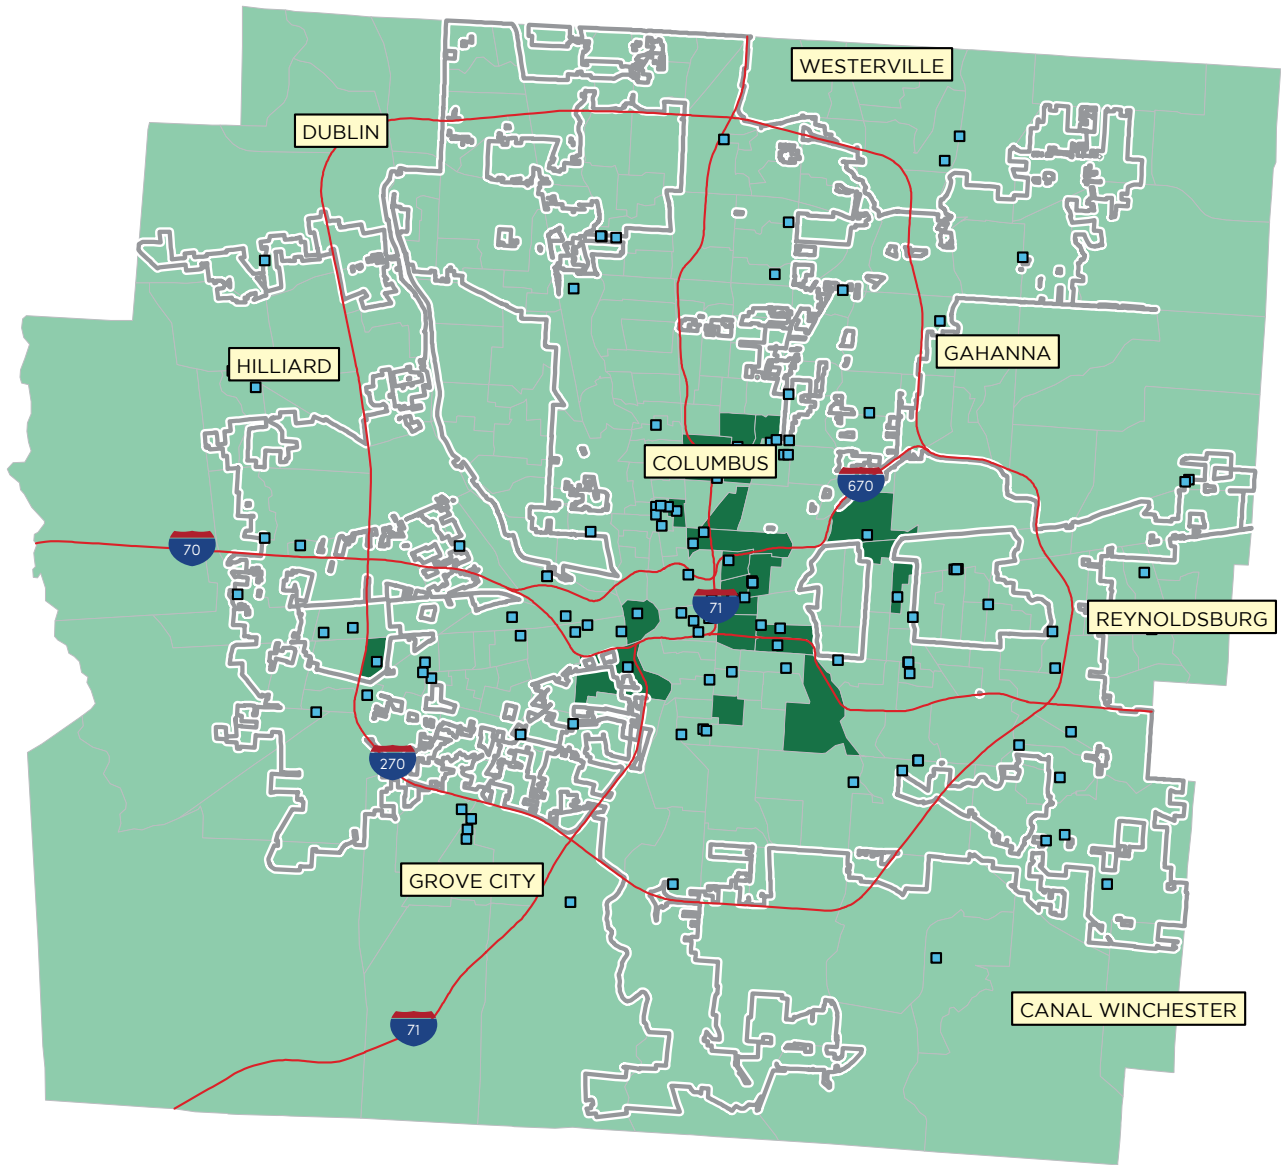 WESTERVILLE
DUBLIN
HILLIARD
GAHANNA
COLUMBUS
670
70
71
REYNOLDSBURG
270
GROVE CITY
71
CANAL WINCHESTER